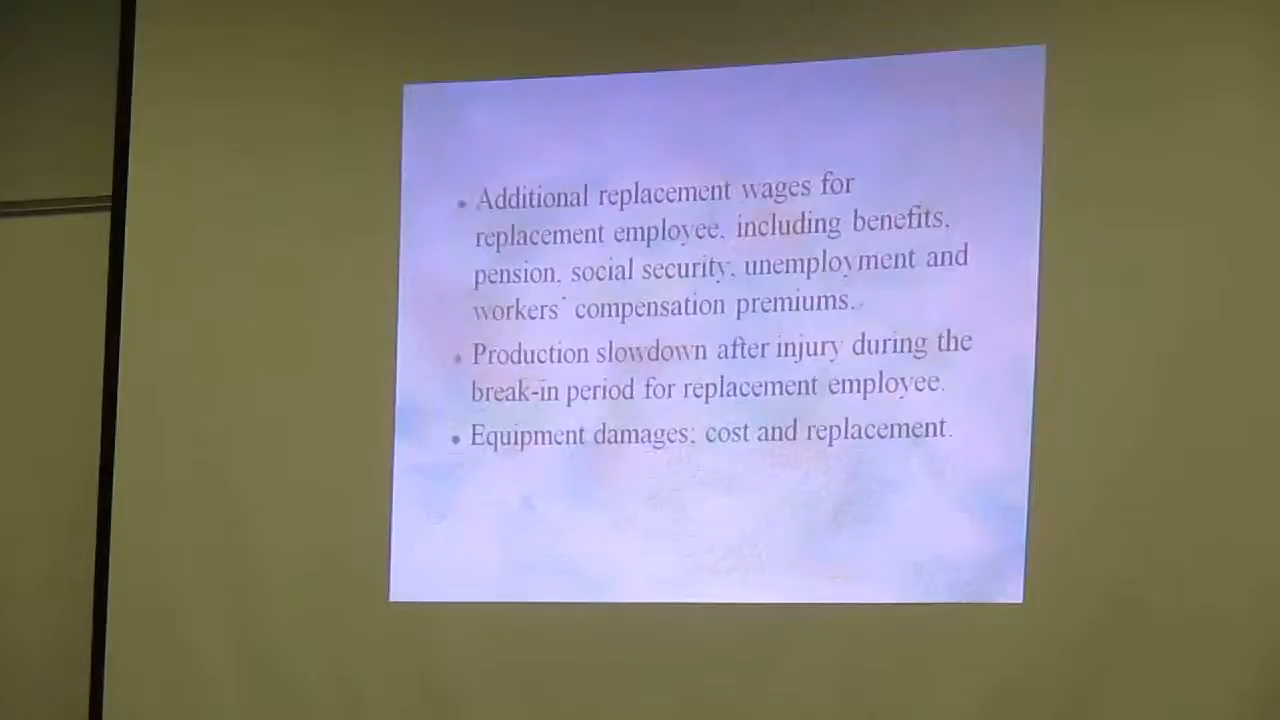 • Additional replacement wages for
replacement employee, including benefits,
pension, social security, unemployment and
workers' compensation premiums.
• Production slowdown after injury during the
break-in period for replacement employee.
• Equipment damages; cost and replacement.